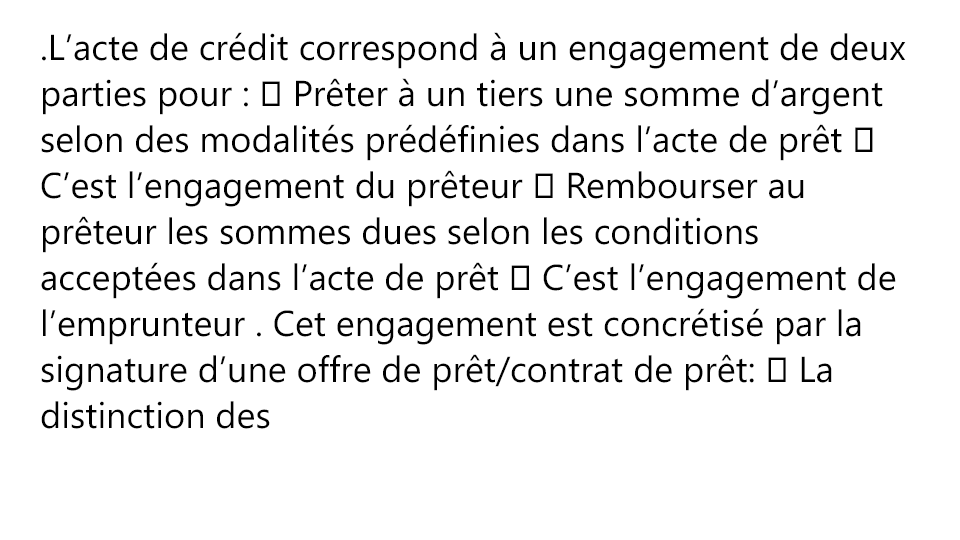 .L’acte de crédit correspond à un engagement de deux
parties pour :  Prêter à un tiers une somme d’argent
selon des modalités prédéfinies dans l’acte de prêt 
C’est l’engagement du prêteur  Rembourser au
prêteur les sommes dues selon les conditions
acceptées dans l’acte de prêt  C’est l’engagement de
l’emprunteur . Cet engagement est concrétisé par la
signature d’une offre de prêt/contrat de prêt:  La
distinction des